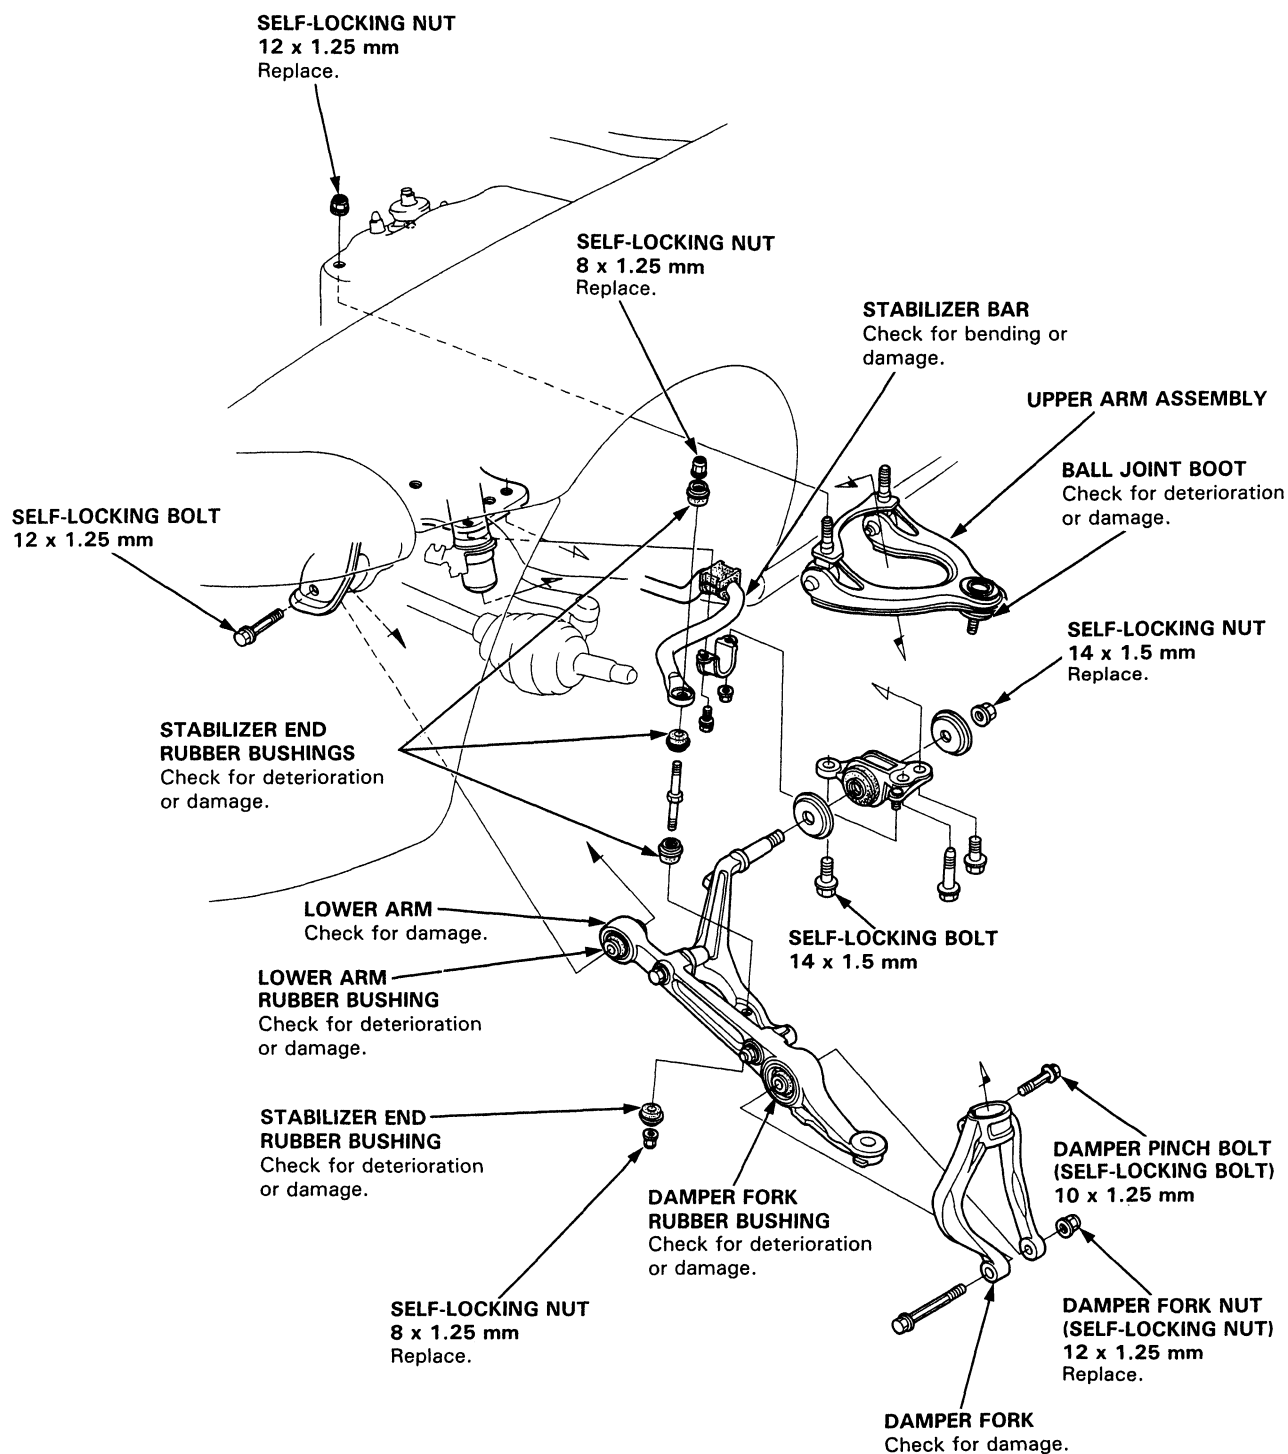 SELF-LOCKING NUT
12 x 1.25 mm
Replace.
SELF-LOCKING NUT
8 x 1.25 mm
Replace.
STABILIZER BAR
Check for bending or
damage.
UPPER ARM ASSEMBLY
BALL JOINT BOOT
Check for deterioration
or damage.
SELF-LOCKING BOLT
12 x 1.25 mm
SELF-LOCKING NUT
14 x 1.5 mm
Replace.
STABILIZER END
RUBBER BUSHINGS
Check for deterioration
or damage.
LOWER ARM
Check for damage.
SELF-LOCKING BOLT
14 x 1.5 mm
LOWER ARM
RUBBER BUSHING
Check for deterioration
or damage.
STABILIZER END
RUBBER BUSHING
Check for deterioration
or damage.
DAMPER PINCH BOLT
(SELF-LOCKING BOLT)
10 x 1.25 mm
DAMPER FORK
RUBBER BUSHING
Check for deterioration
or damage.
SELF-LOCKING NUT
8 x 1.25 mm
Replace.
DAMPER FORK NUT
(SELF-LOCKING NUT)
12 x 1.25 mm
Replace.
DAMPER FORK
Check for damage.